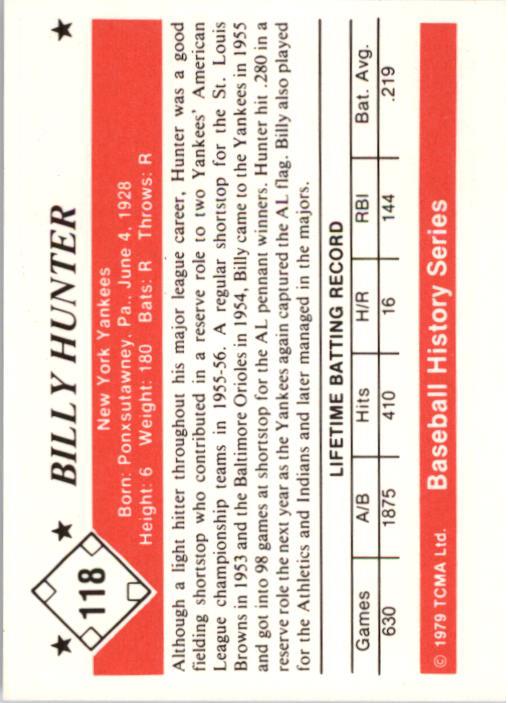 118
BILLY HUNTER
New York Yankees
Born: Ponxsutawney, Pa., June 4, 1928
Height: 6 Weight: 180 Bats: R Throws: R
Although a light hitter throughout his major league career, Hunter was a good
fielding shortstop who contributed in a reserve role to two Yankees' American
League championship teams in 1955-56. A regular shortstop for the St. Louis
Browns in 1953 and the Baltimore Orioles in 1954, Billy came to the Yankees in 1955
and got into 98 games at shortstop for the AL pennant winners. Hunter hit .280 in a
reserve role the next year as the Yankees again captured the AL flag. Billy also played
for the Athletics and Indians and later managed in the majors.
LIFETIME BATTING RECORD
Games A/B Hits H/R RBI Bat. Avg.
630 1875 410 16 144 .219
© 1979 TCMA Ltd. Baseball History Series